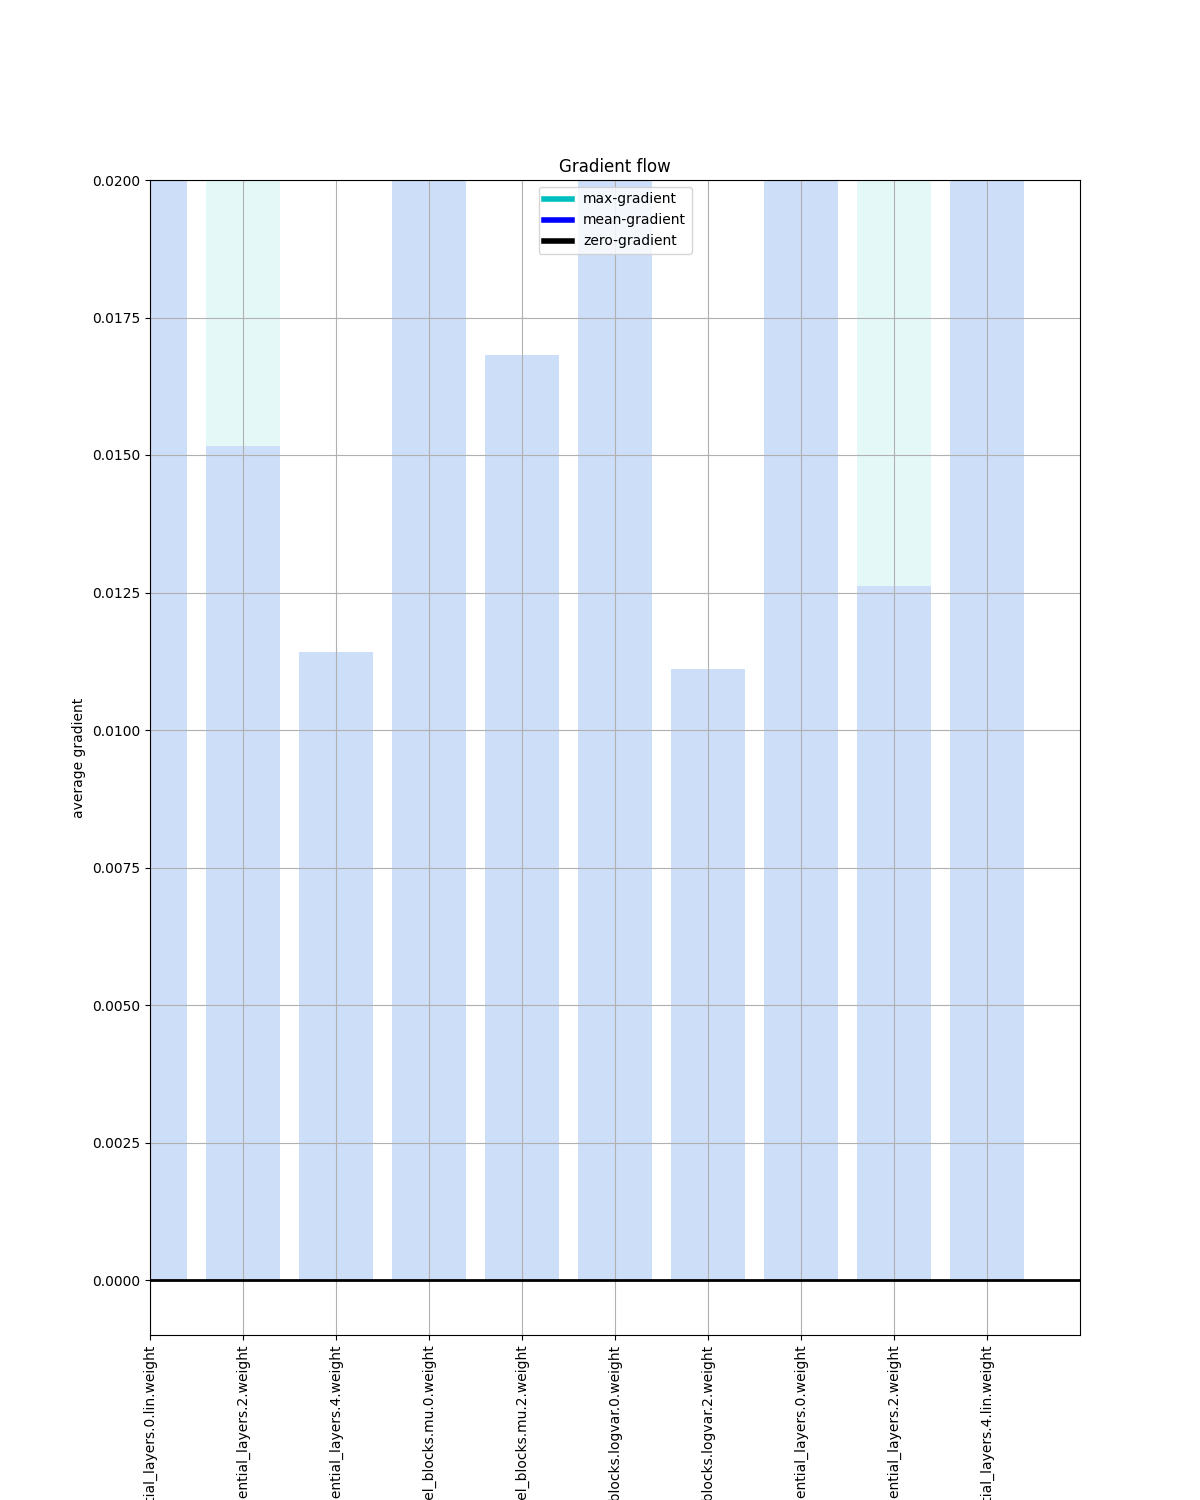 Gradient flow
max-gradient
mean-gradient
zero-gradient
0.0200
0.0175
0.0150
0.0125
0.0100
0.0075
0.0050
0.0025
0.0000
average gradient
tial_layers.0.lin.weight
ential_layers.2.weight
ential_layers.4.weight
el_blocks.mu.0.weight
el_blocks.mu.2.weight
blocks.logvar.0.weight
blocks.logvar.2.weight
ential_layers.0.weight
ential_layers.2.weight
tial_layers.4.lin.weight